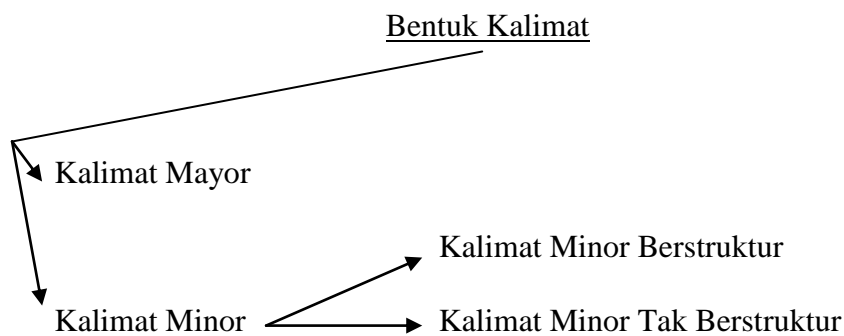 Bentuk Kalimat
Kalimat Mayor
Kalimat Minor Berstruktur
Kalimat Minor
Kalimat Minor Tak Berstruktur